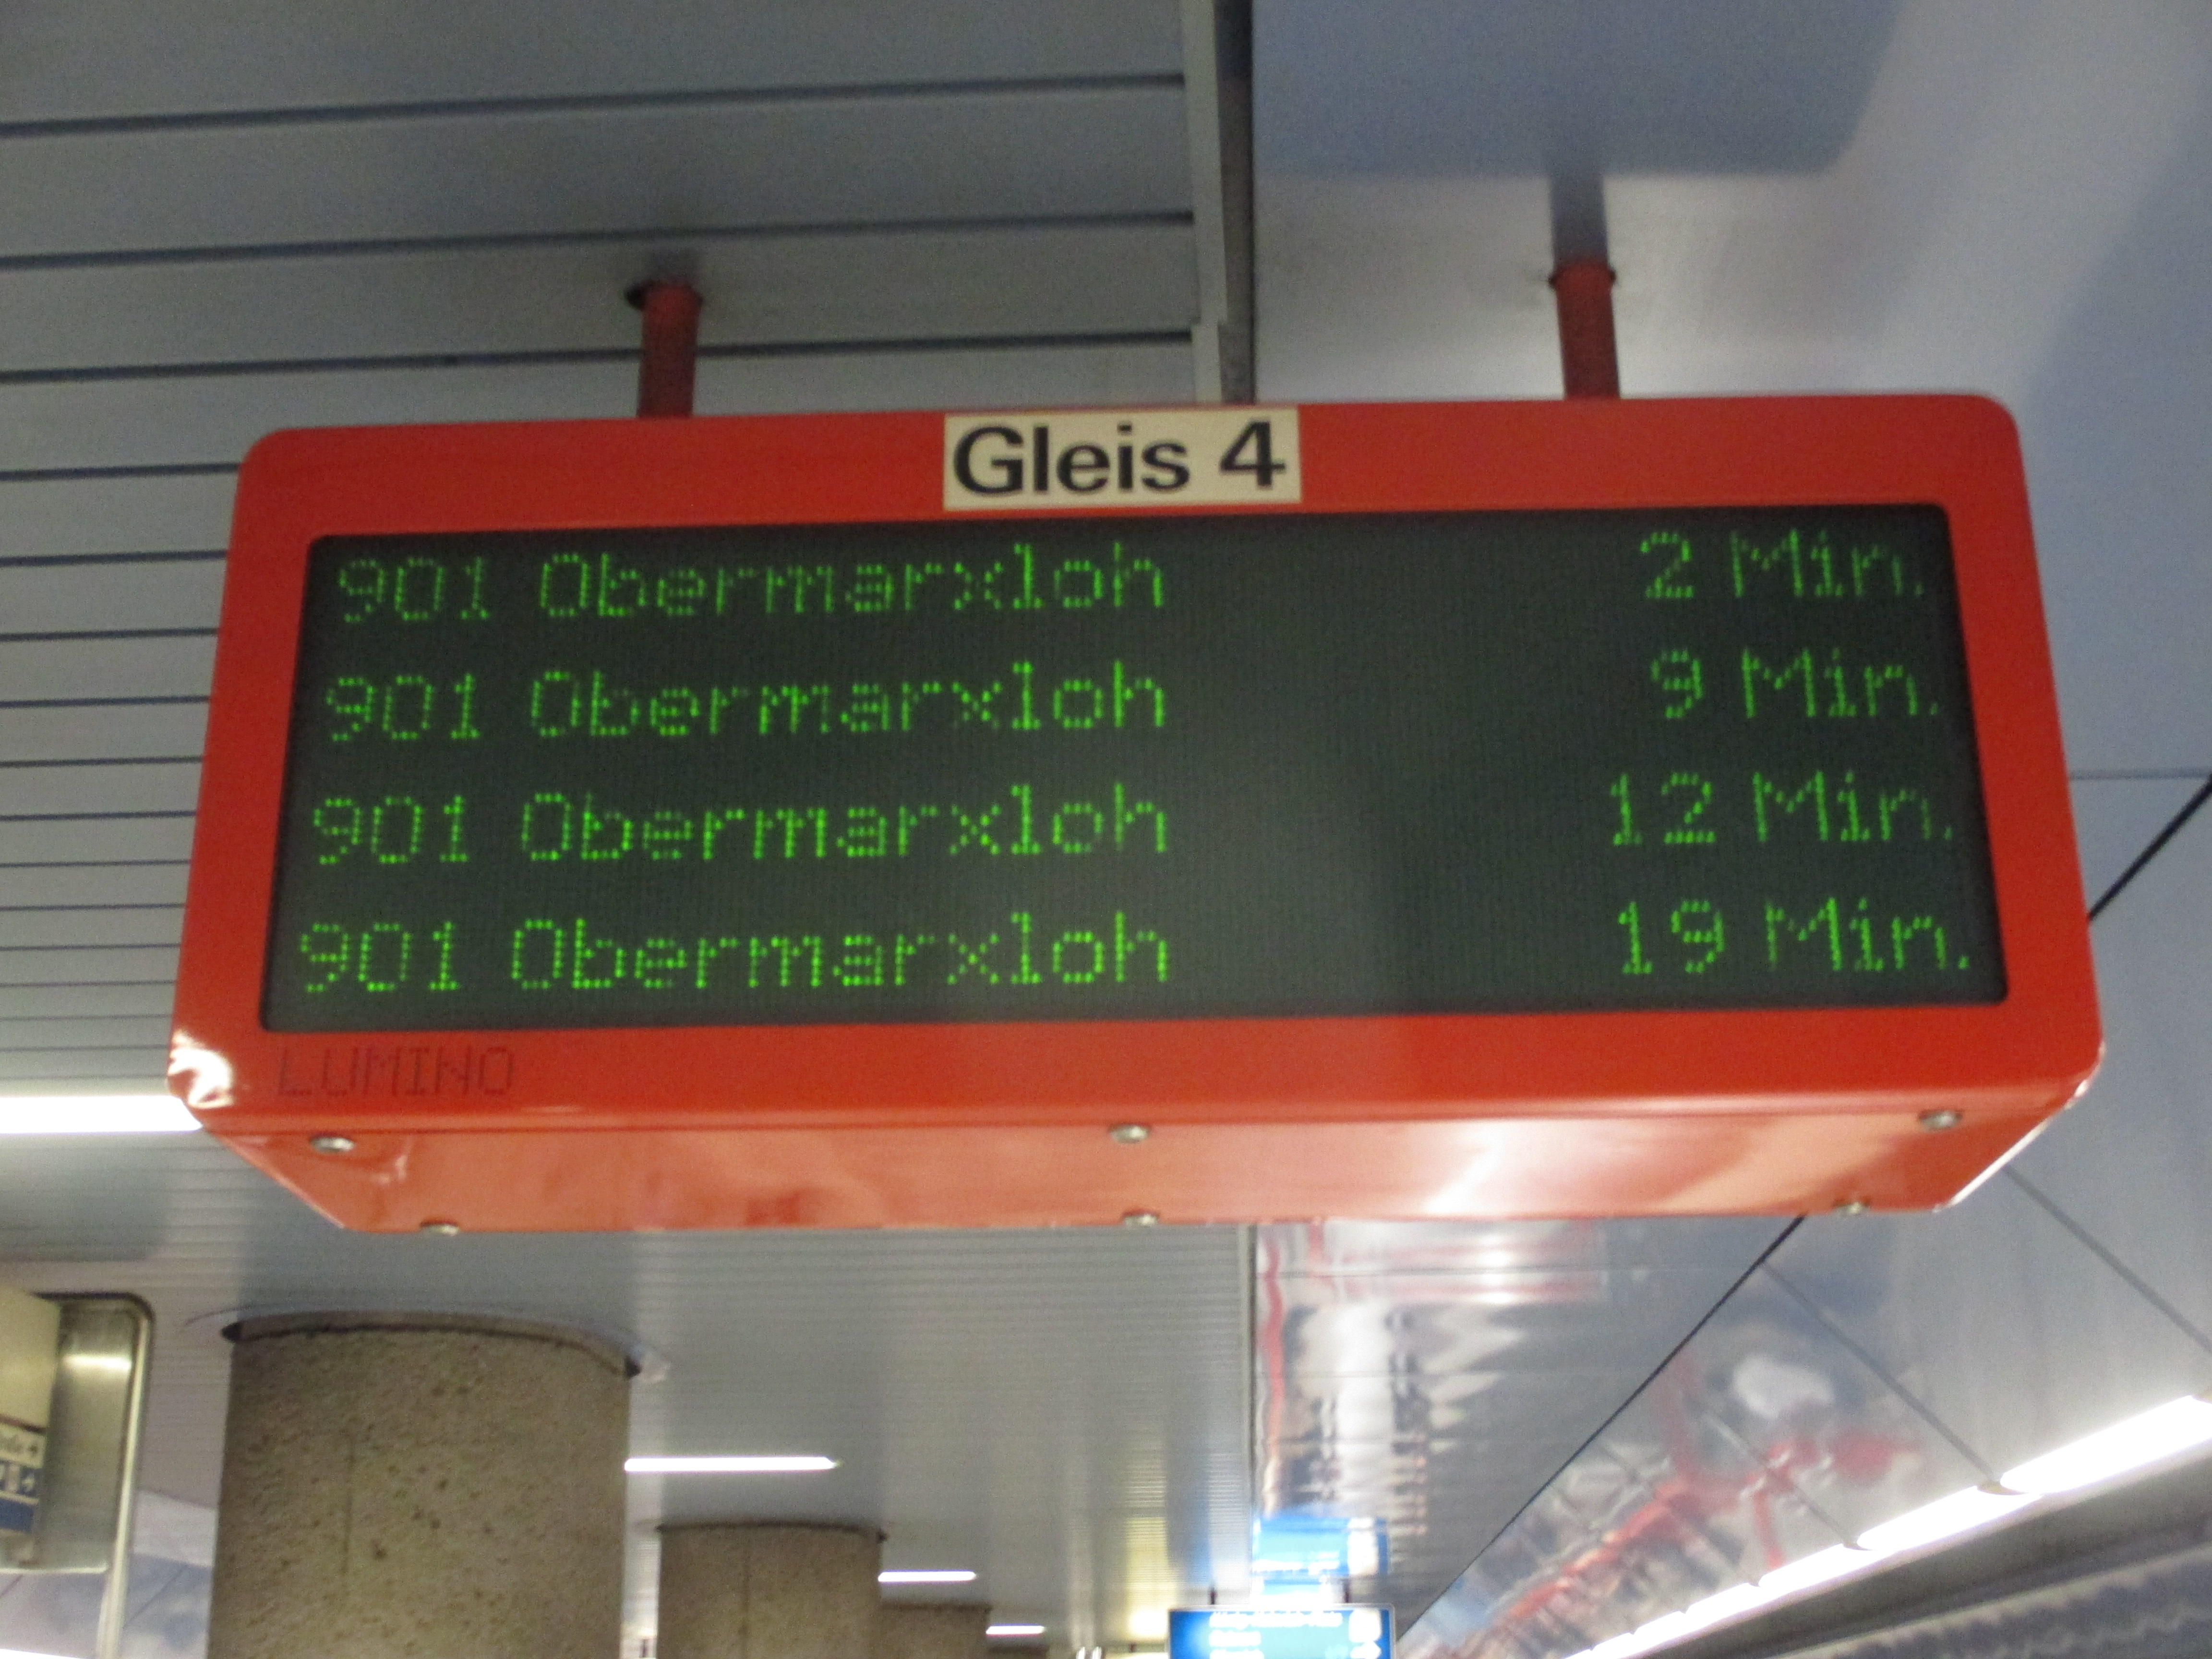 Gleis 4
901 Obermarxloh 2 Min.
901 Obermarxloh 9 Min.
901 Obermarxloh 12 Min.
901 Obermarxloh 19 Min.
LUMINO